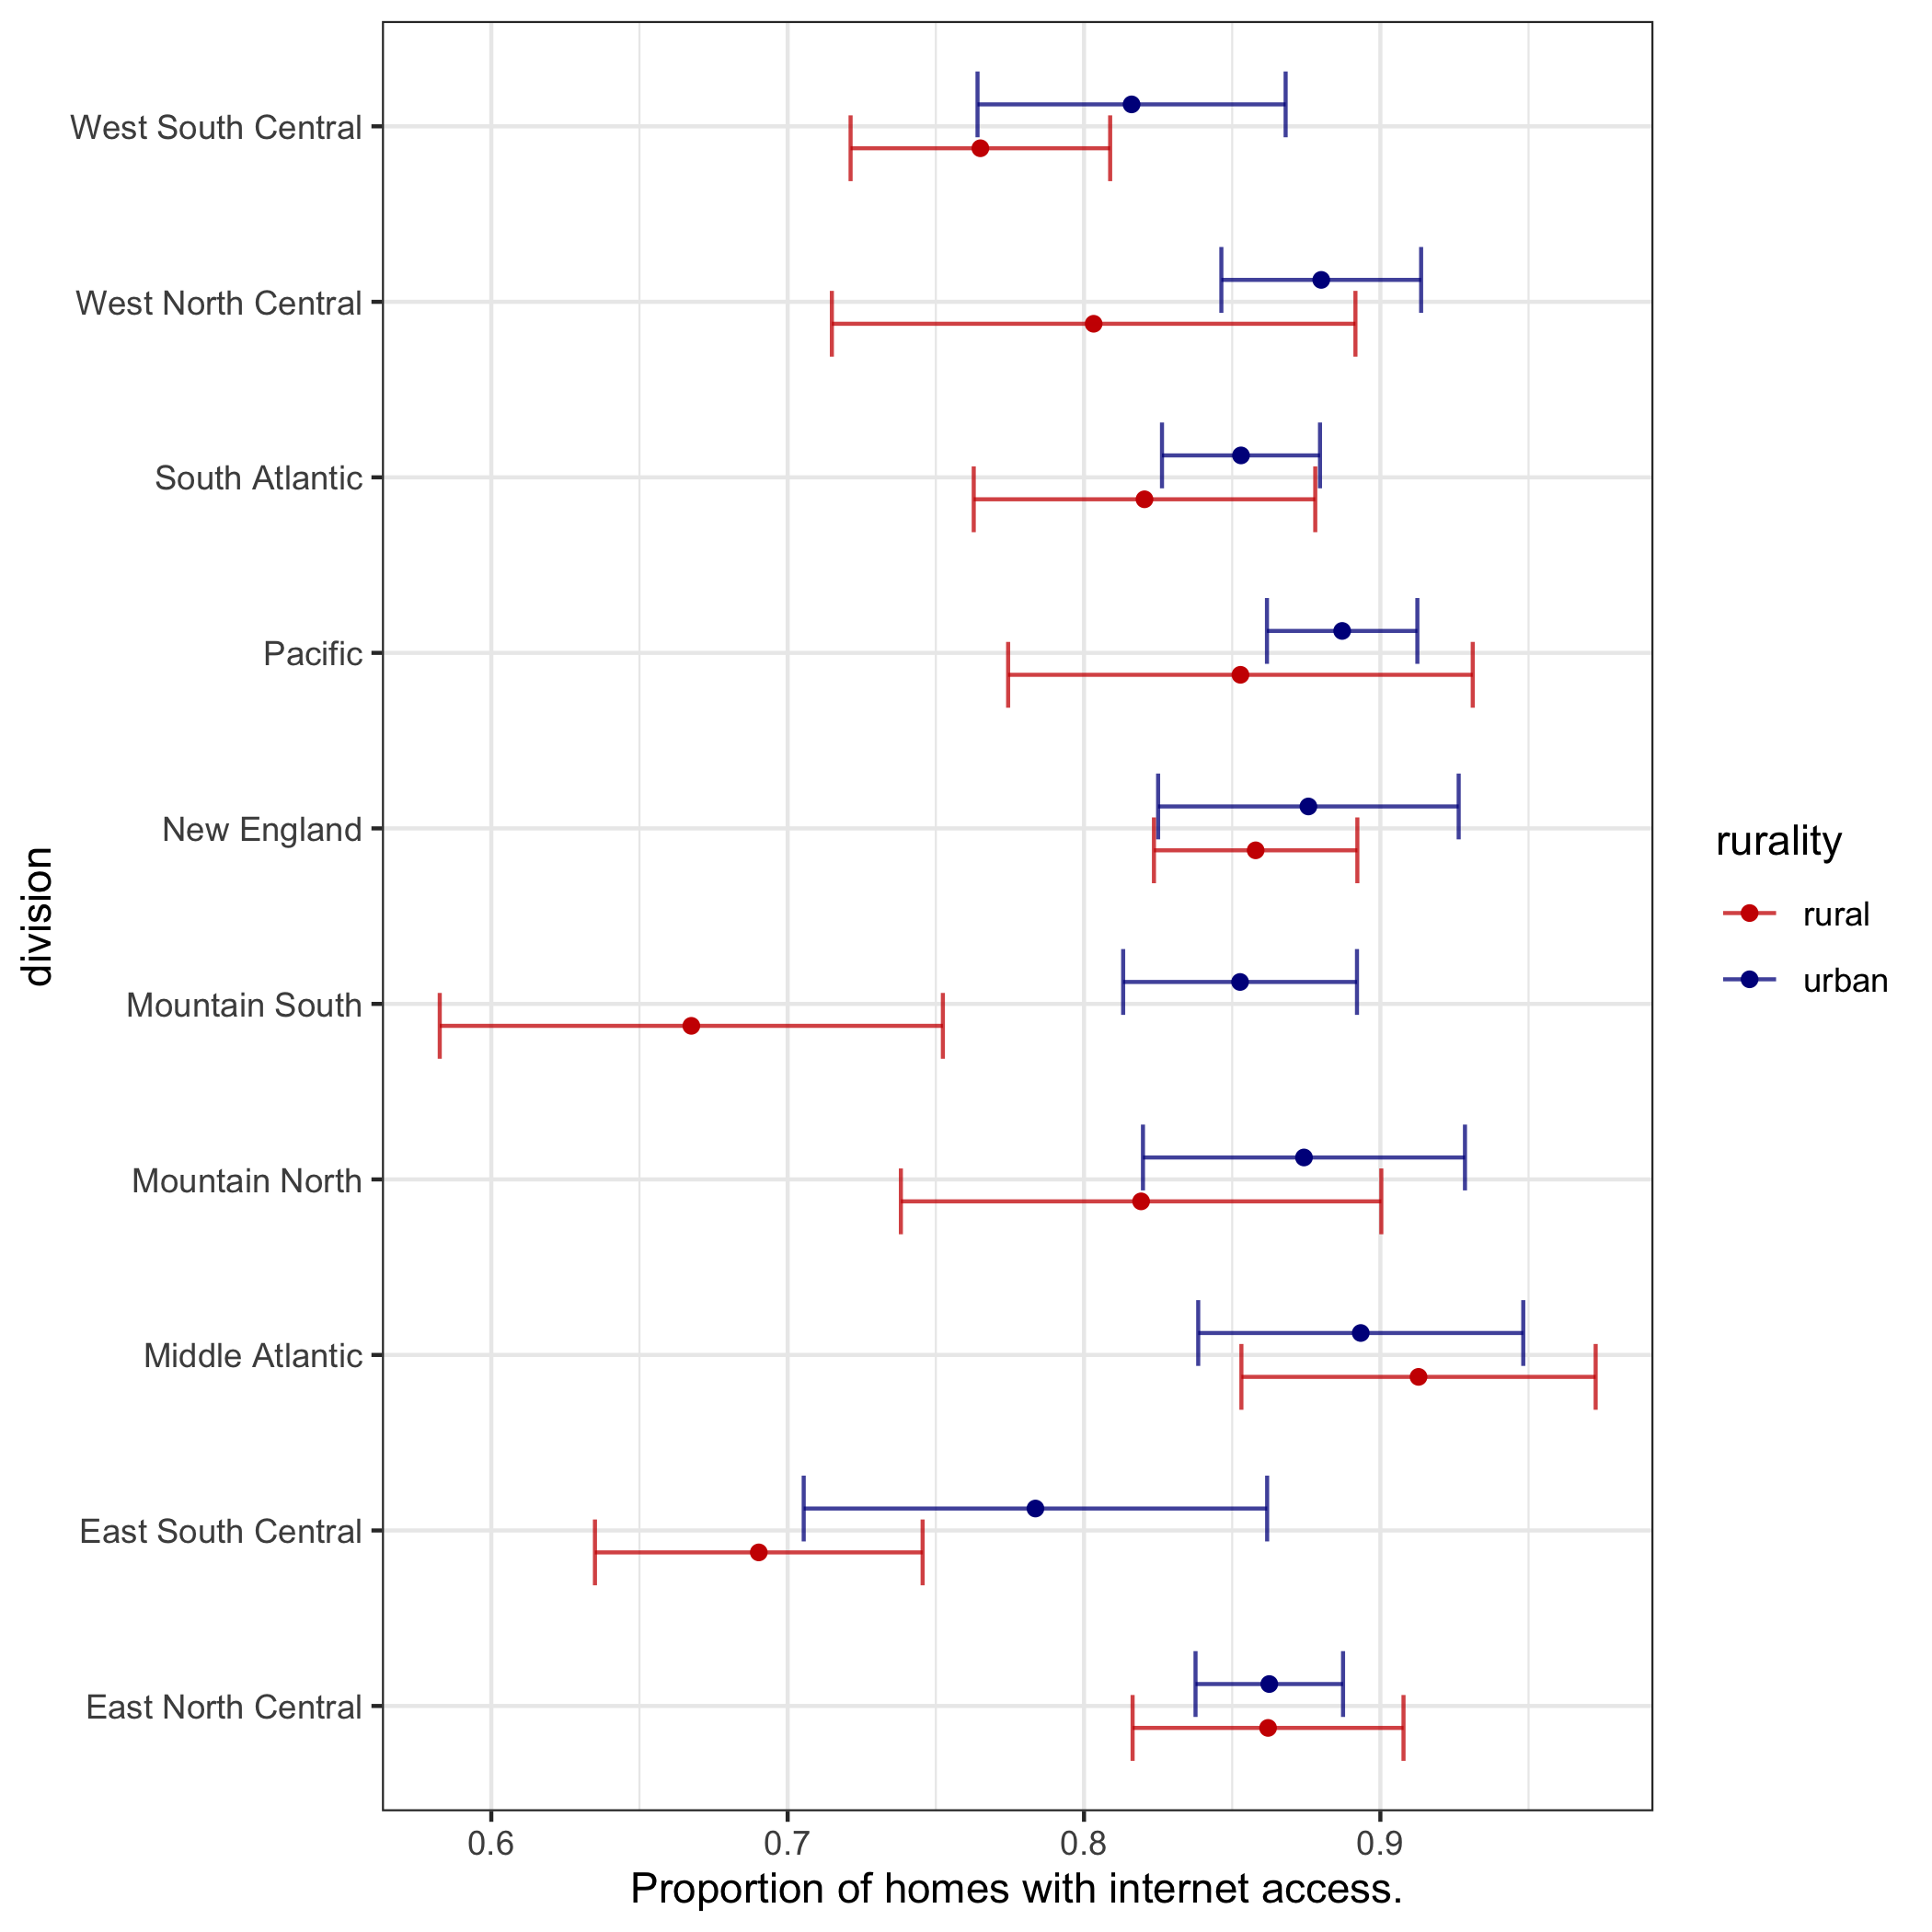 West South Central
West North Central
South Atlantic
Pacific
New England
Mountain South
Mountain North
Middle Atlantic
East South Central
East North Central
division
0.6 0.7 0.8 0.9
Proportion of homes with internet access.
rurality
rural
urban